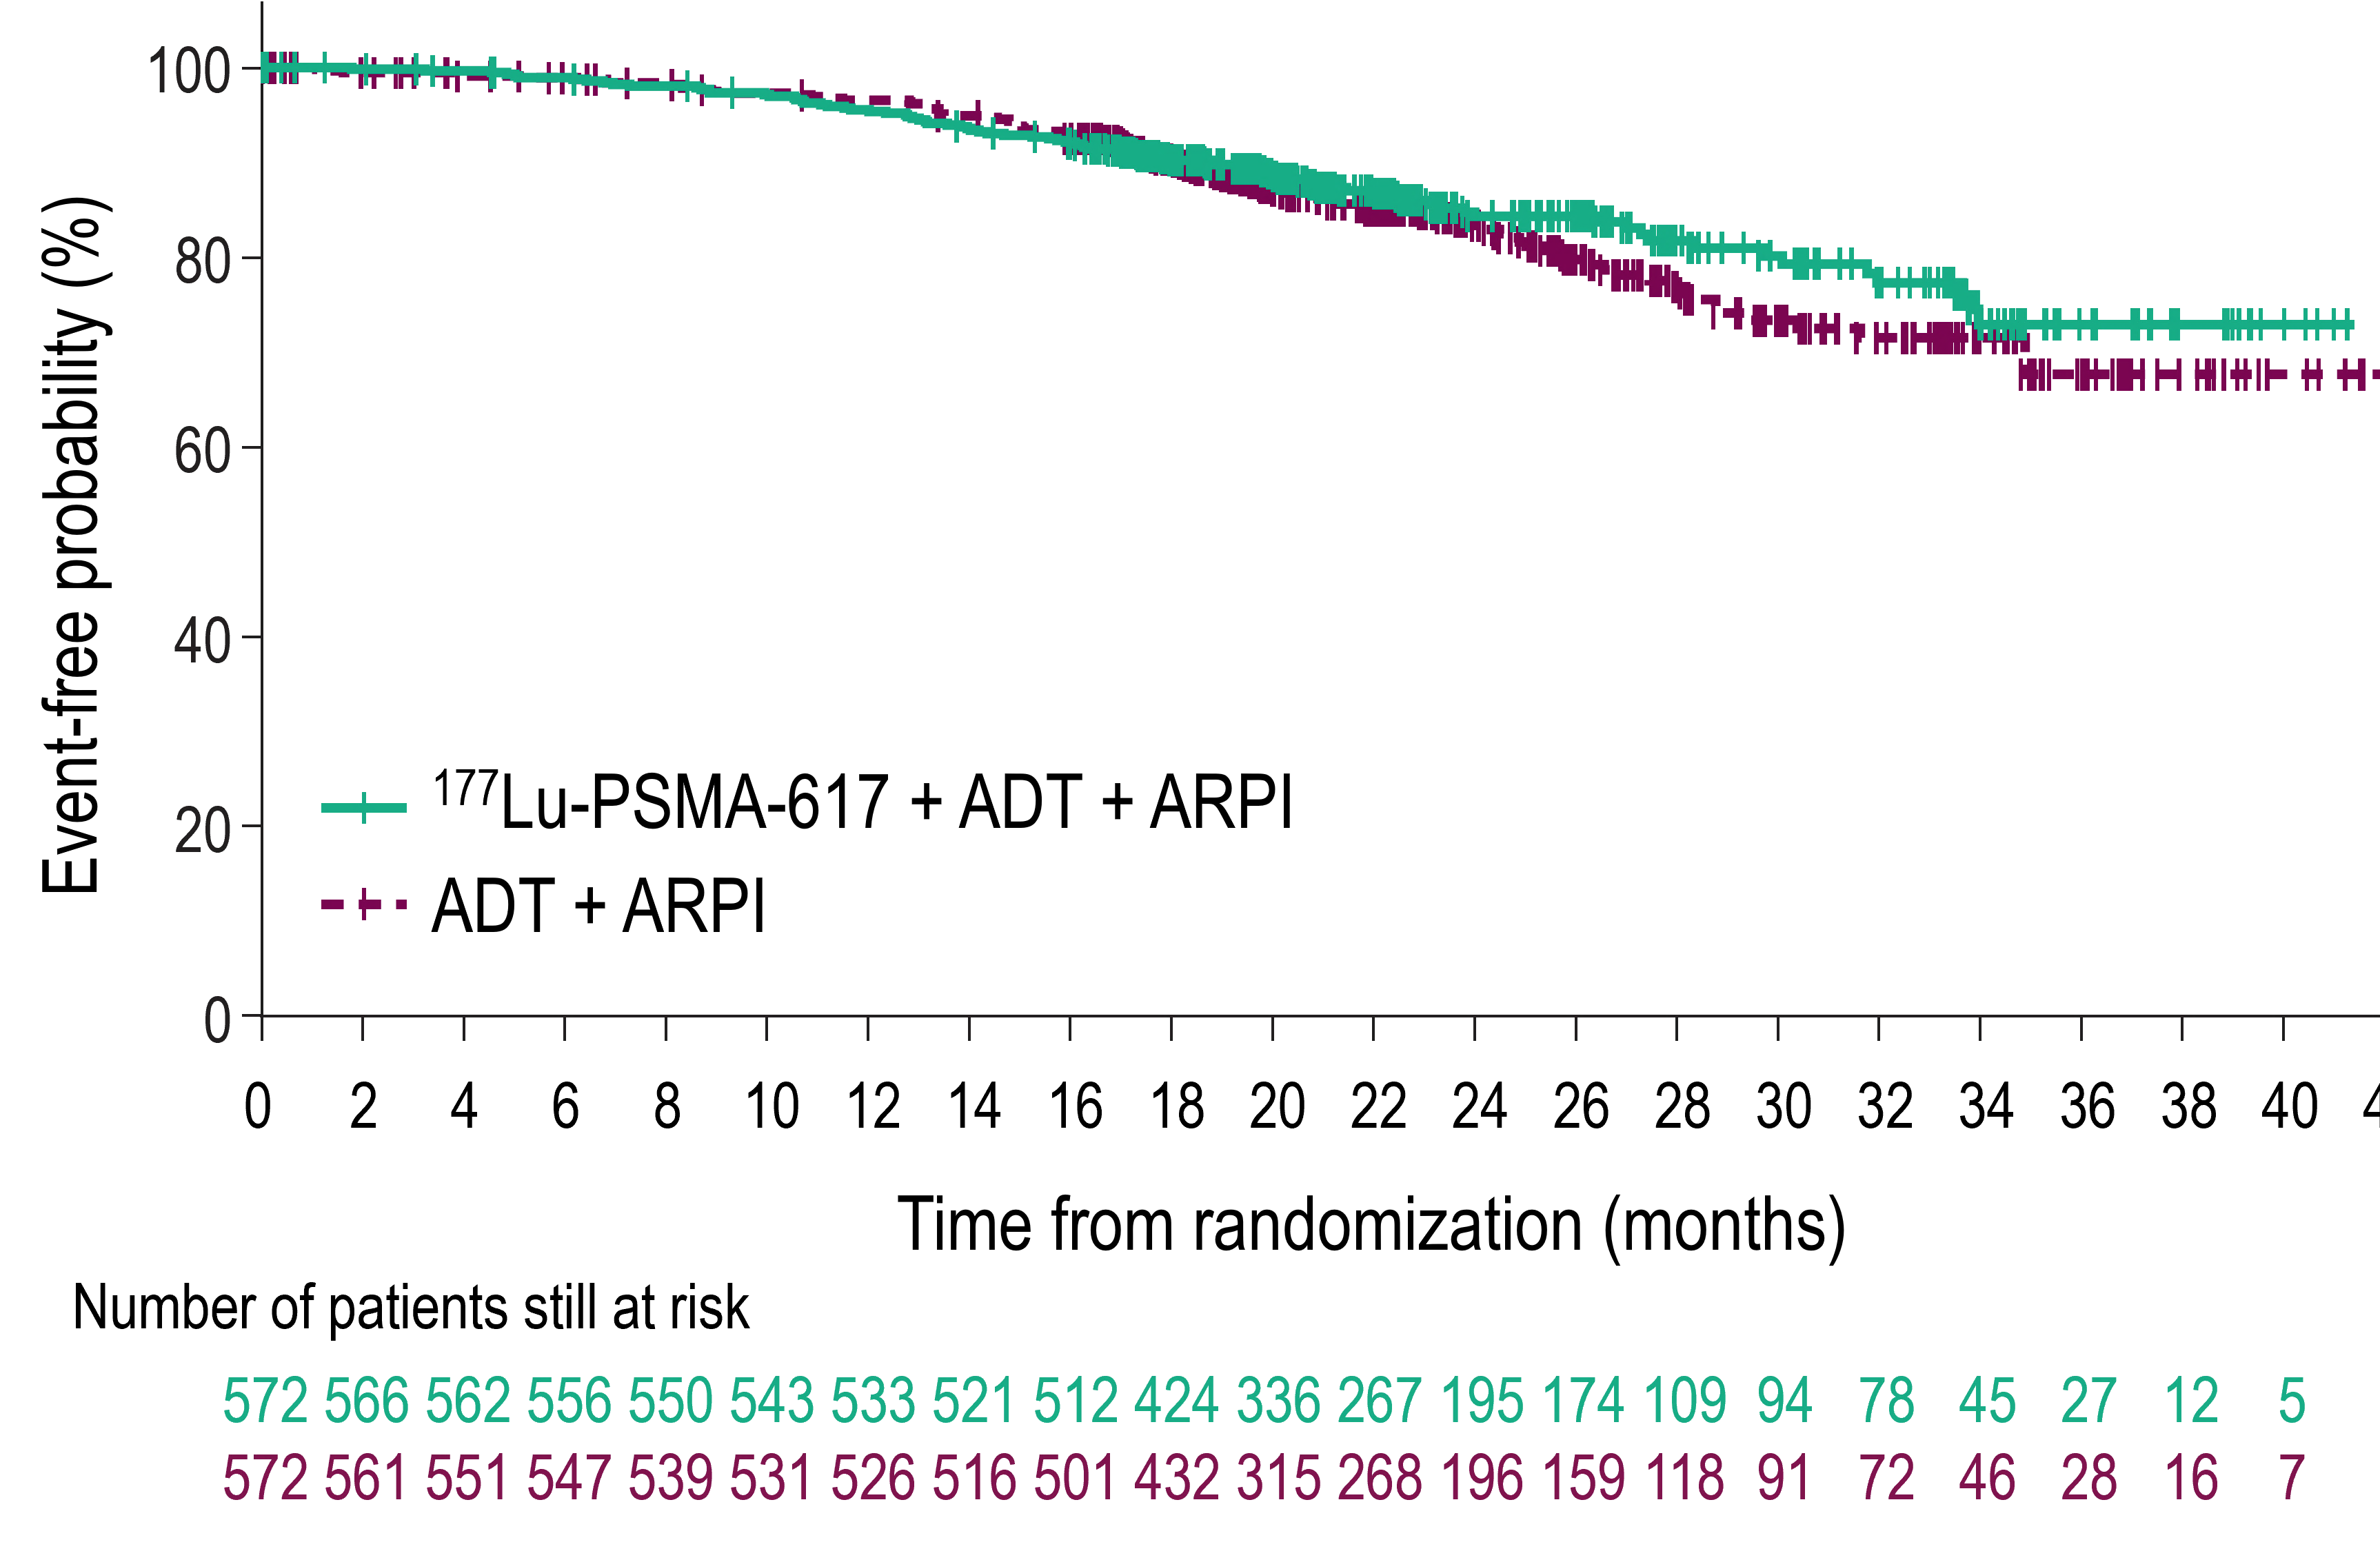 Event-free probability (%)
100
80
60
40
20
0
¹⁷⁷Lu-PSMA-617 + ADT + ARPI
ADT + ARPI
0 2 4 6 8 10 12 14 16 18 20 22 24 26 28 30 32 34 36 38 40
Time from randomization (months)
Number of patients still at risk
572 566 562 556 550 543 533 521 512 424 336 267 195 174 109 94 78 45 27 12 5
572 561 551 547 539 531 526 516 501 432 315 268 196 159 118 91 72 46 28 16 7